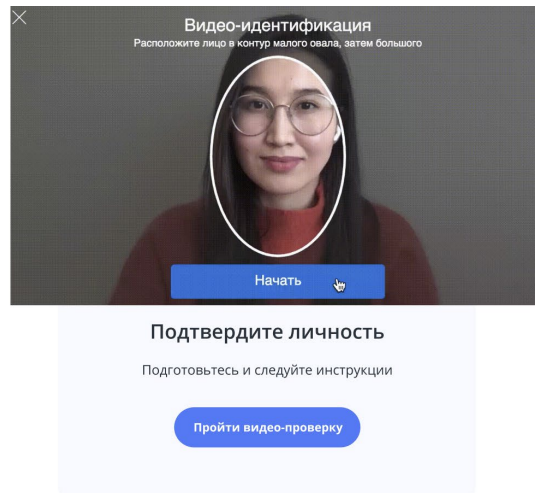 Видео-идентификация
Расположите лицо в контур малого овала, затем большого
Начать
Подтвердите личность
Подготовьтесь и следуйте инструкции
Пройти видео-проверку